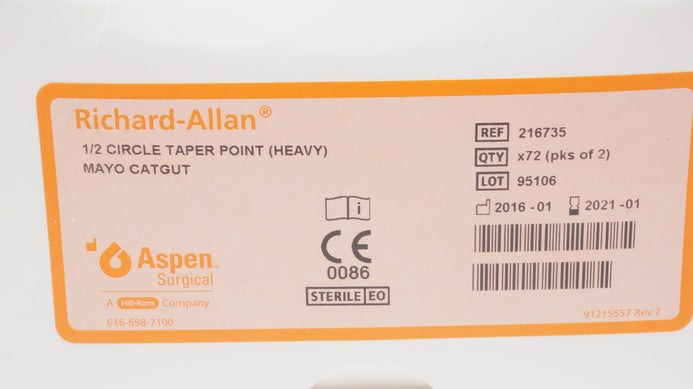 Richard-Allan®
1/2 CIRCLE TAPER POINT (HEAVY)
MAYO CATGUT
REF 216735
QTY x72 (pks of 2)
LOT 95106
2016-01 2021-01
i
CE
0086
STERILE EO
Aspen™
Surgical
A Hill-Rom Company
616-698-7100
91215557 Rev 7